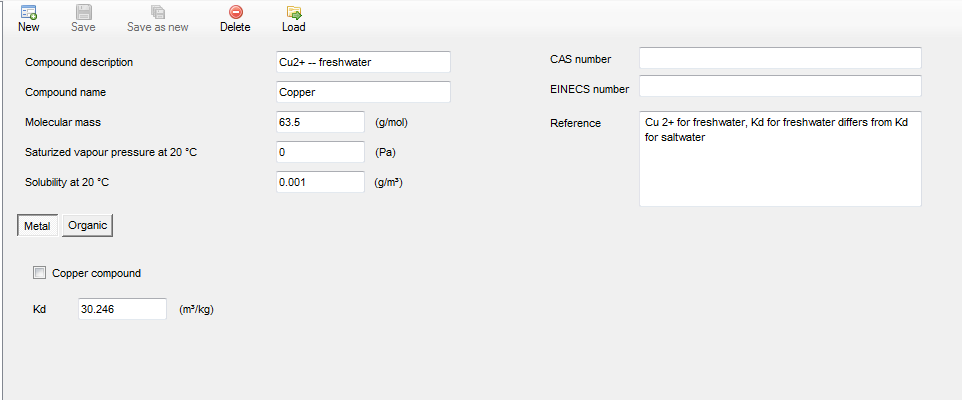 New Save Save as new Delete Load
Compound description Cu2+ -- freshwater
CAS number
Compound name Copper
EINECS number
Molecular mass 63.5 (g/mol)
Reference Cu 2+ for freshwater, Kd for freshwater differs from Kd
for saltwater
Saturized vapour pressure at 20 °C 0 (Pa)
Solubility at 20 °C 0.001 (g/m³)
Metal Organic
Copper compound
Kd 30.246 (m³/kg)